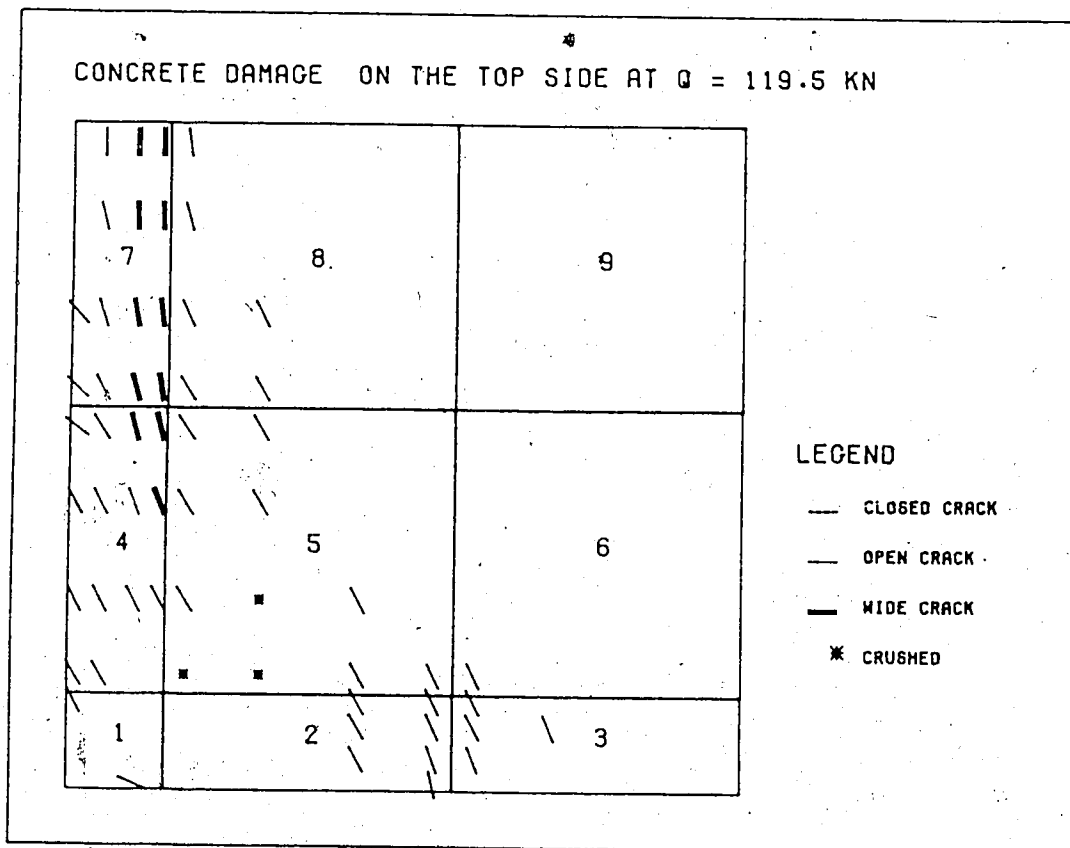 CONCRETE DAMAGE ON THE TOP SIDE AT Q = 119.5 KN
7 8 9
LEGEND
CLOSED CRACK
4 5 6
OPEN CRACK
WIDE CRACK
CRUSHED
1 2 3